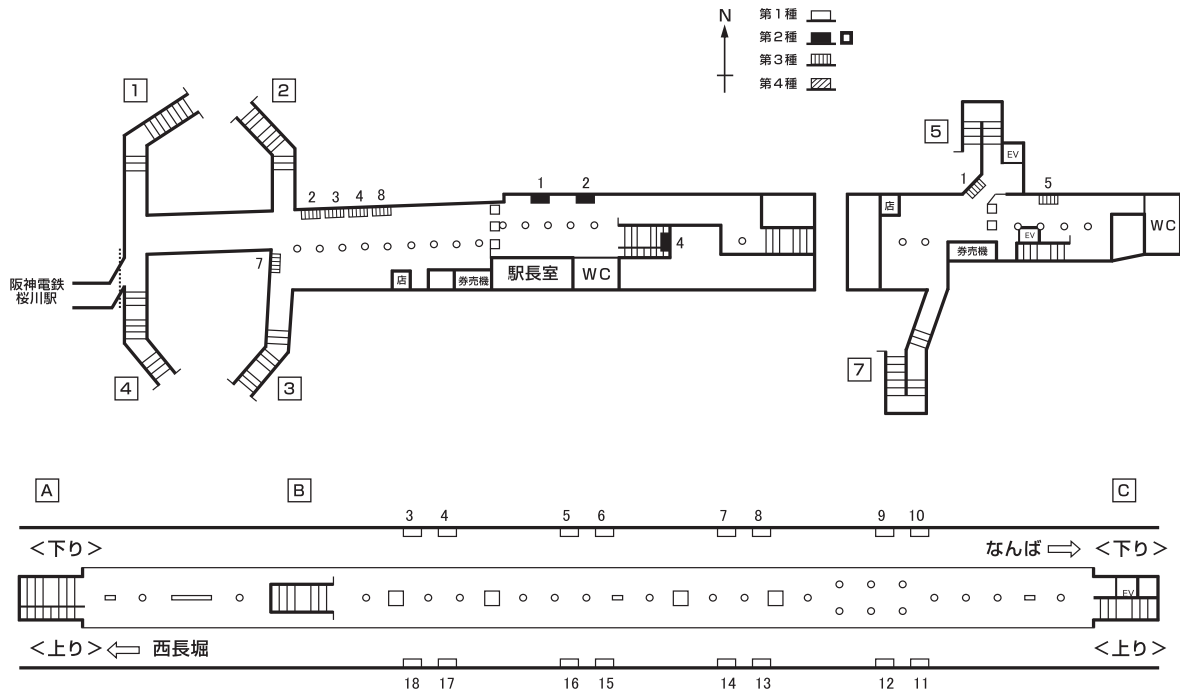 N
第1種
第2種
第3種
第4種
1
2
5
EV
2 3 4 8
1 2
1
5
店
WC
4
EV
7
店
券売機
駅長室
WC
券売機
阪神電鉄
桜川駅
4
3
7
A
B
C
3 4 5 6 7 8 9 10
<下り>
なんば
<下り>
EV
<上り>
西長堀
<上り>
18 17 16 15 14 13 12 11